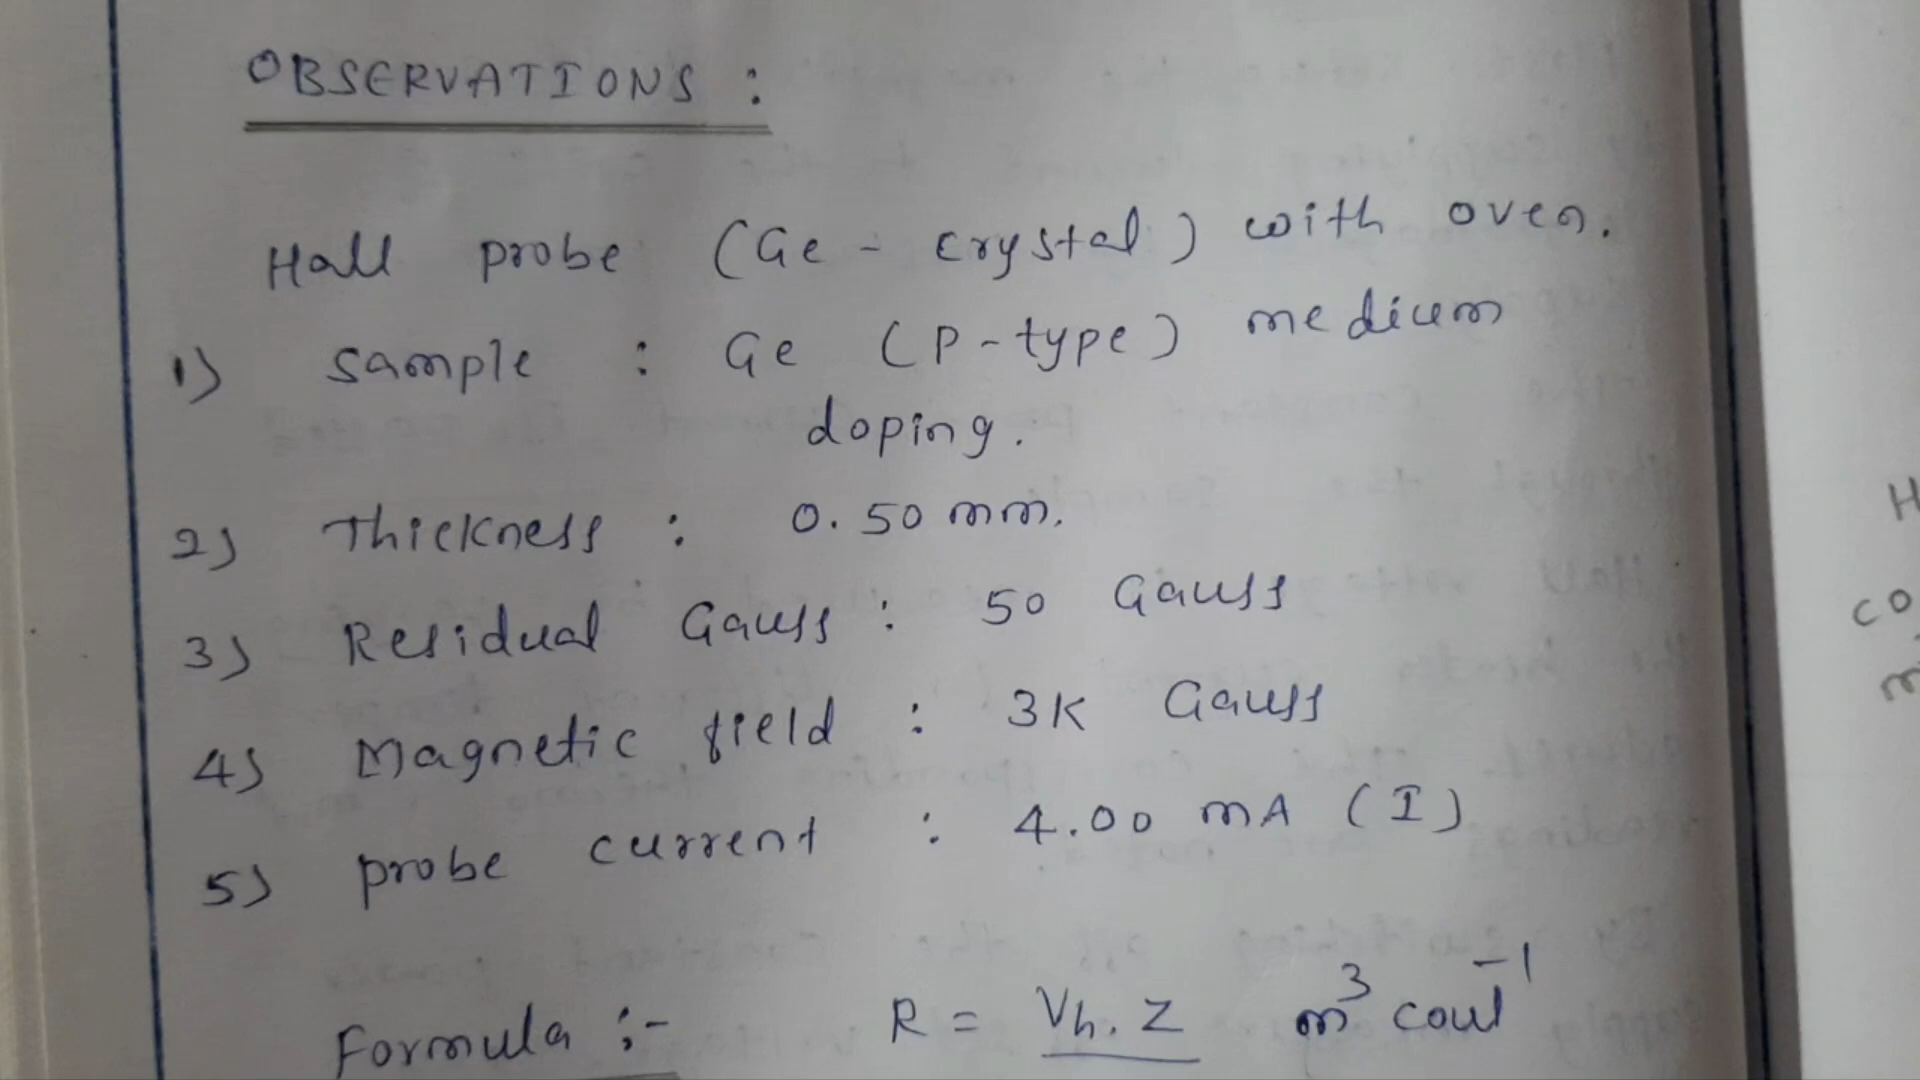 OBSERVATIONS :
Hall probe (Ge - crystal) with oven.
1) Sample : Ge (P-type) medium
doping.
2) Thickness : 0.50 mm.
3) Residual Gauss : 50 Gauss
4) Magnetic field : 3K Gauss
5) probe current : 4.00 mA (I)
Formula :- R = Vh. Z m³ coul⁻¹
H
co